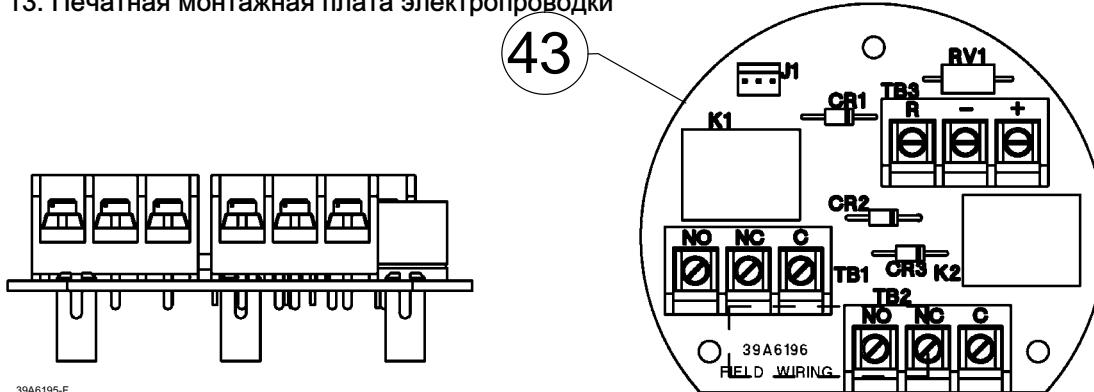 13. Печатная монтажная плата электропроводки
43
J1
RV1
CR1
TB3
R - +
K1
CR2
NO NC C
CR3
K2
TB1
TB2
NO NC C
39A6196
FIELD WIRING
39A6195-F